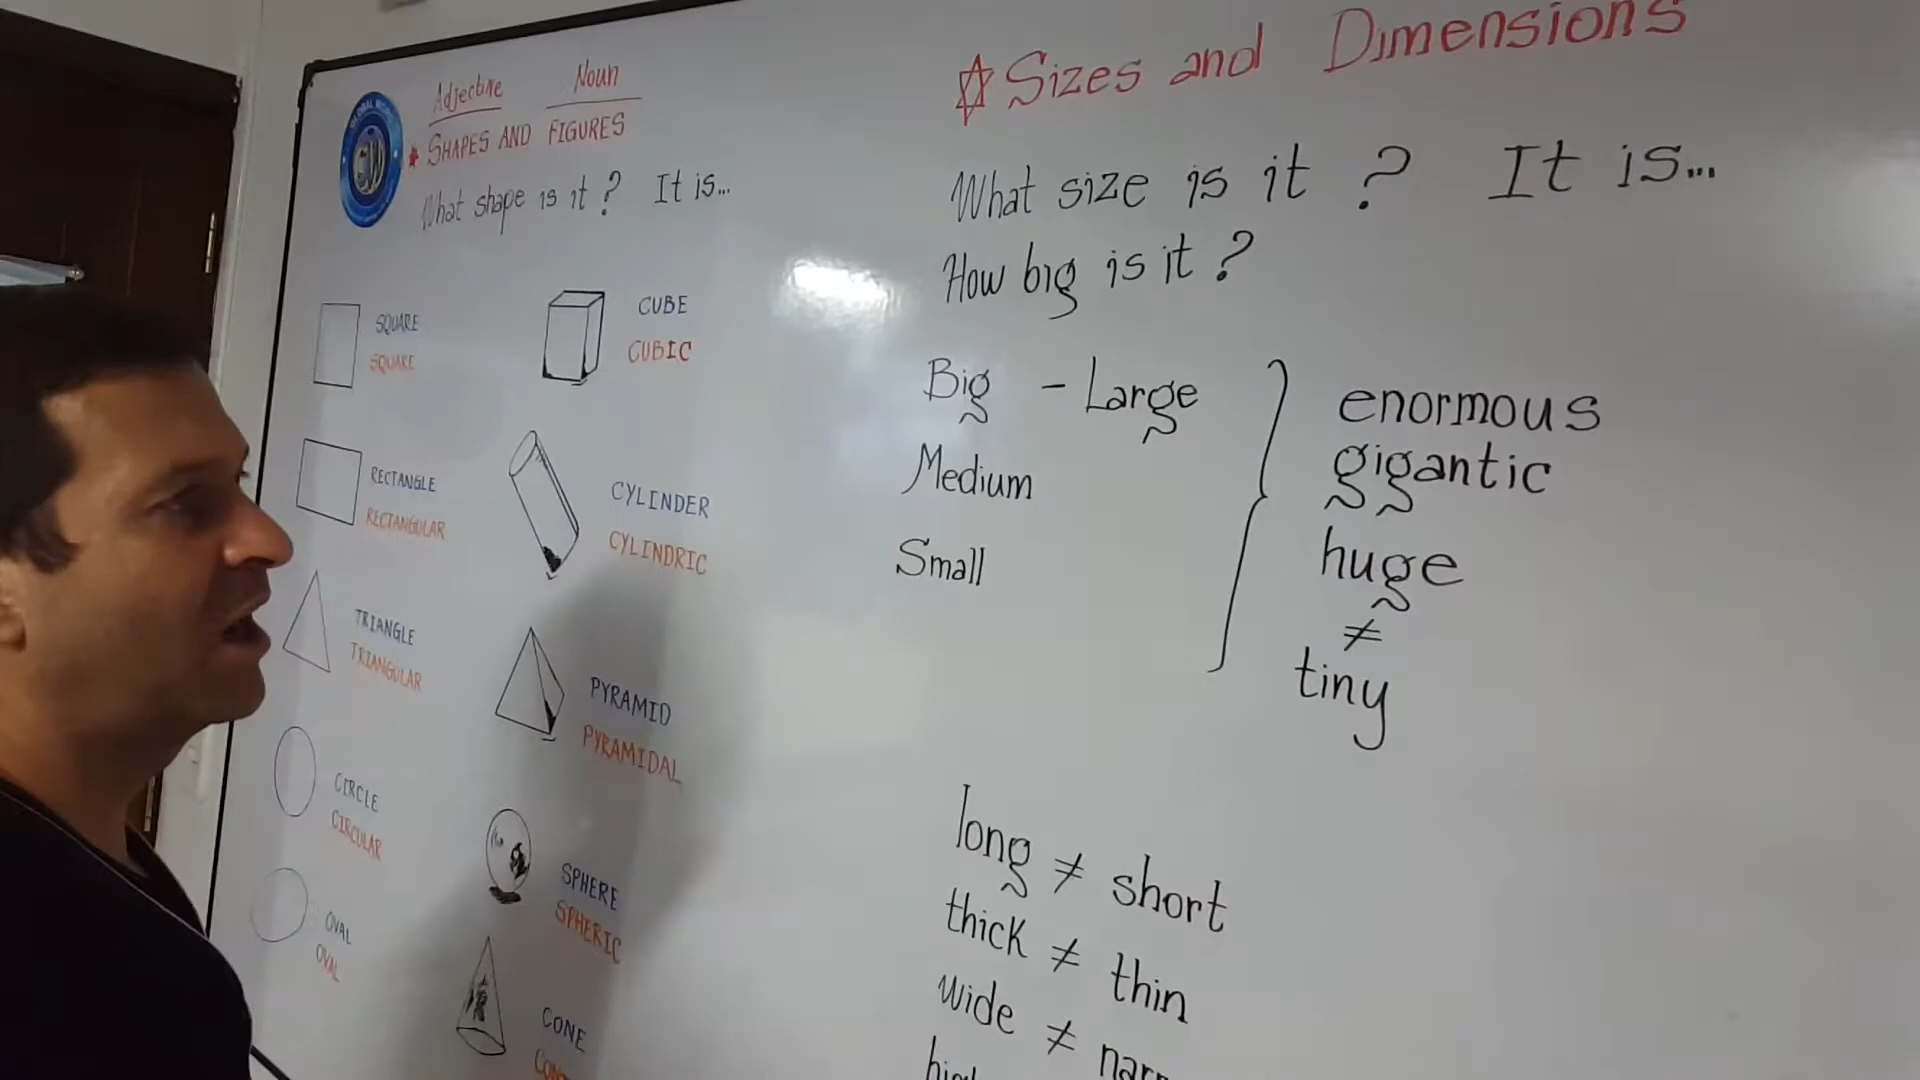 Adjective Noun
SHAPES AND FIGURES
What shape is it? It is...
SQUARE
SQUARE
RECTANGLE
RECTANGULAR
TRIANGLE
TRIANGULAR
CIRCLE
CIRCULAR
OVAL
OVAL
CUBE
CUBIC
CYLINDER
CYLINDRIC
PYRAMID
PYRAMIDAL
SPHERE
SPHERIC
CONE
Sizes and Dimensions
What size is it? It is...
How big is it?
Big - Large
Medium
Small
enormous
gigantic
huge
≠
tiny
long ≠ short
thick ≠ thin
wide ≠